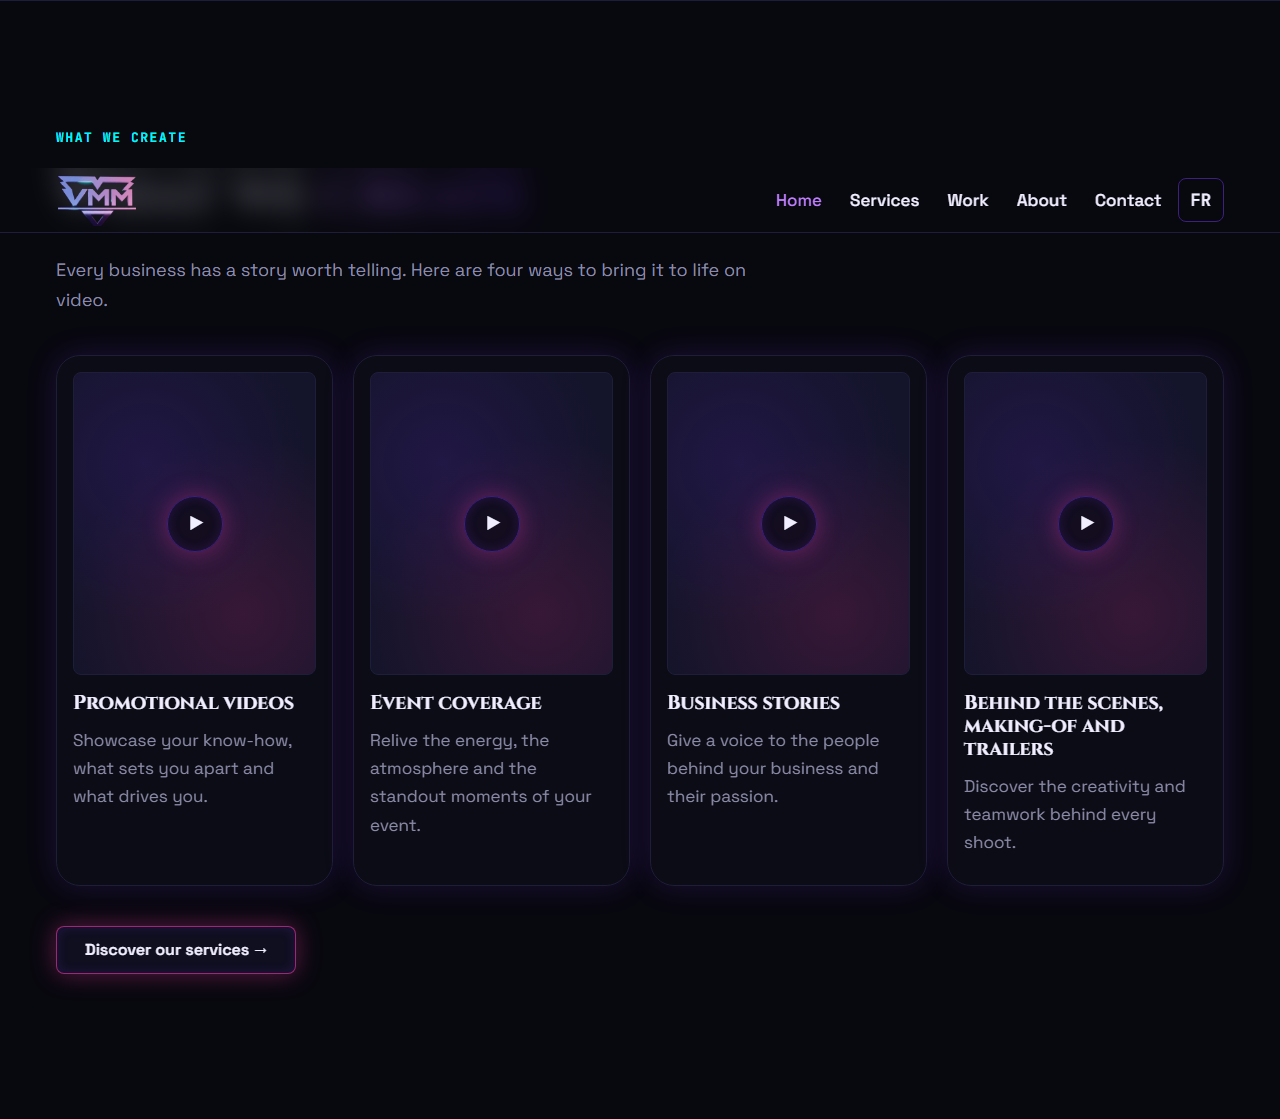 WHAT WE CREATE
VMM
Home Services Work About Contact FR
Every business has a story worth telling. Here are four ways to bring it to life on
video.
Promotional videos
Showcase your know-how,
what sets you apart and
what drives you.
Event coverage
Relive the energy, the
atmosphere and the
standout moments of your
event.
Business stories
Give a voice to the people
behind your business and
their passion.
Behind the scenes,
making-of and
trailers
Discover the creativity and
teamwork behind every
shoot.
Discover our services →